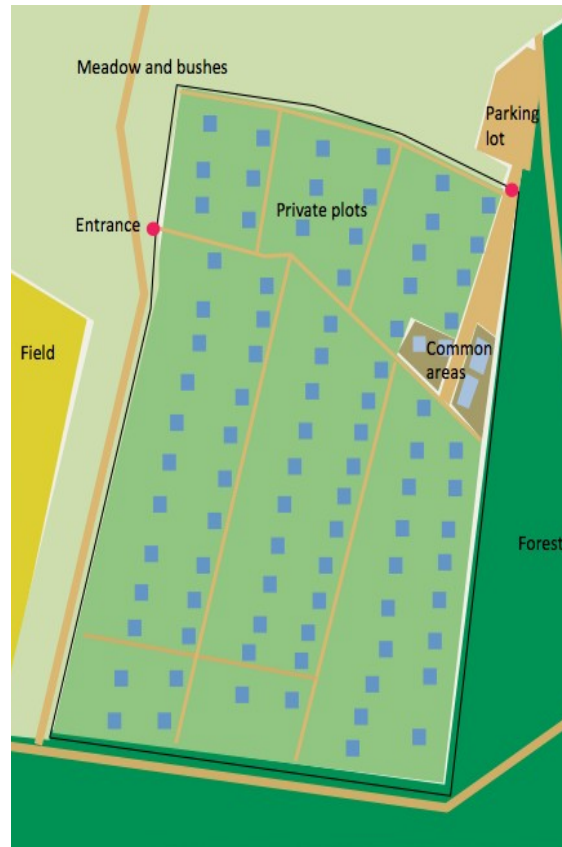 Meadow and bushes
Parking
lot
Private plots
Entrance
Field
Common
areas
Forest